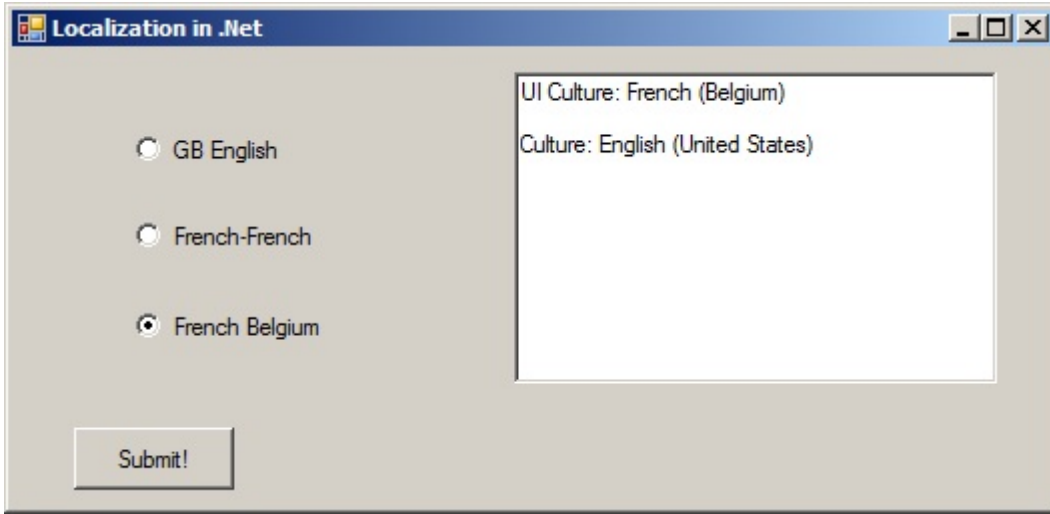 Localization in .Net
UI Culture: French (Belgium)
Culture: English (United States)
GB English
French-French
French Belgium
Submit!